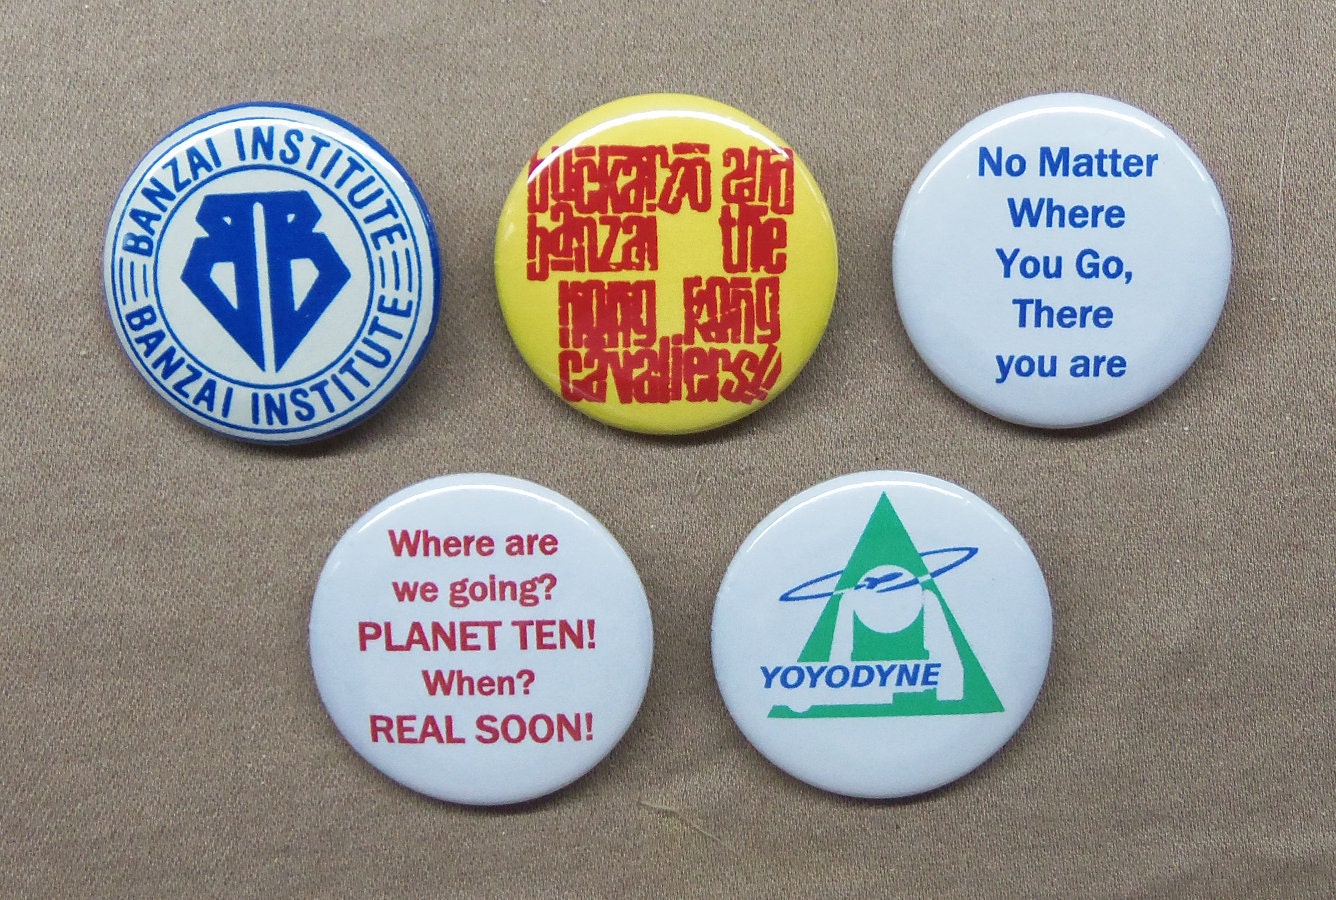 BANZAI INSTITUTE
BANZAI INSTITUTE
BB
buckaroo and
banzai the
hong kong
cavaliers!!
No Matter
Where
You Go,
There
you are
Where are
we going?
PLANET TEN!
When?
REAL SOON!
YOYODYNE